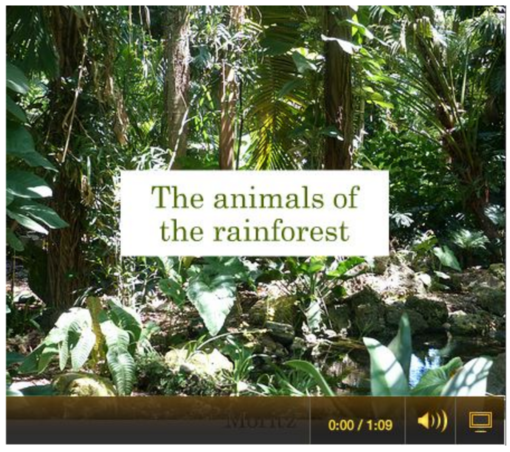 The animals of
the rainforest
Moritz
0:00 / 1:09